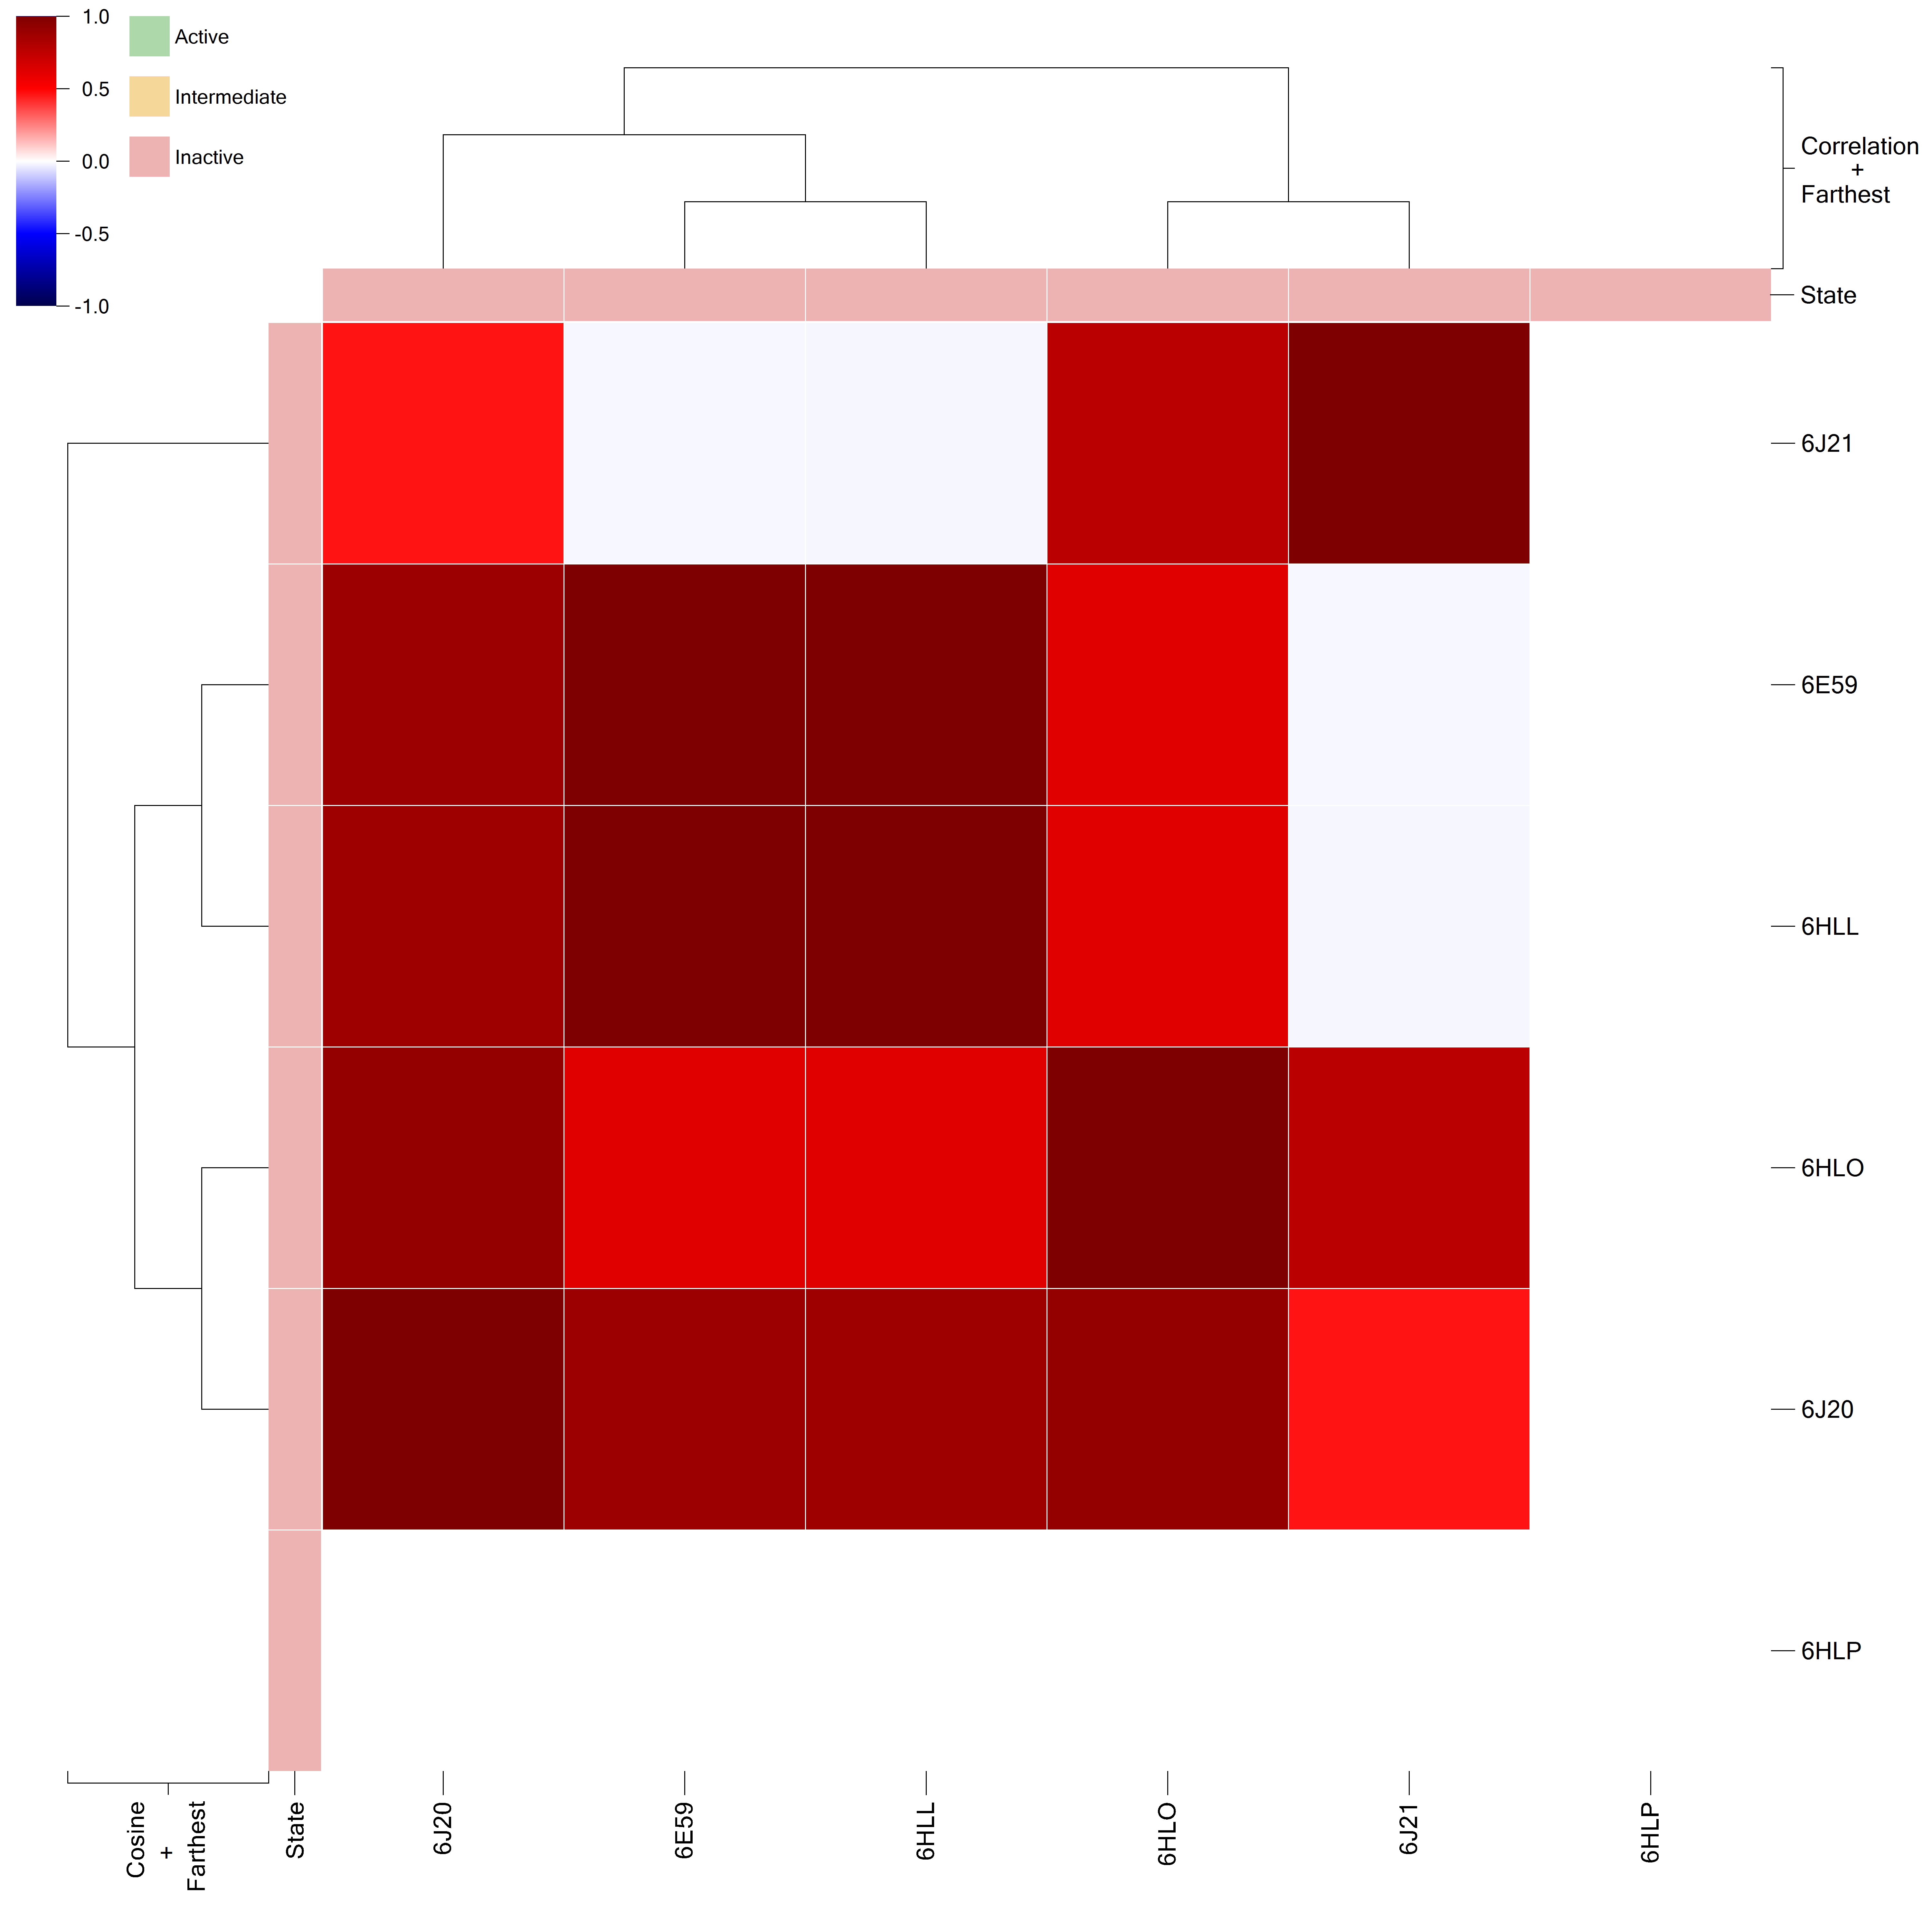 1.0
0.5
0.0
-0.5
-1.0
Active
Intermediate
Inactive
Correlation
+
Farthest
State
6J21
6E59
6HLL
6HLO
6J20
6HLP
Cosine
+
Farthest
State
6J20
6E59
6HLL
6HLO
6J21
6HLP